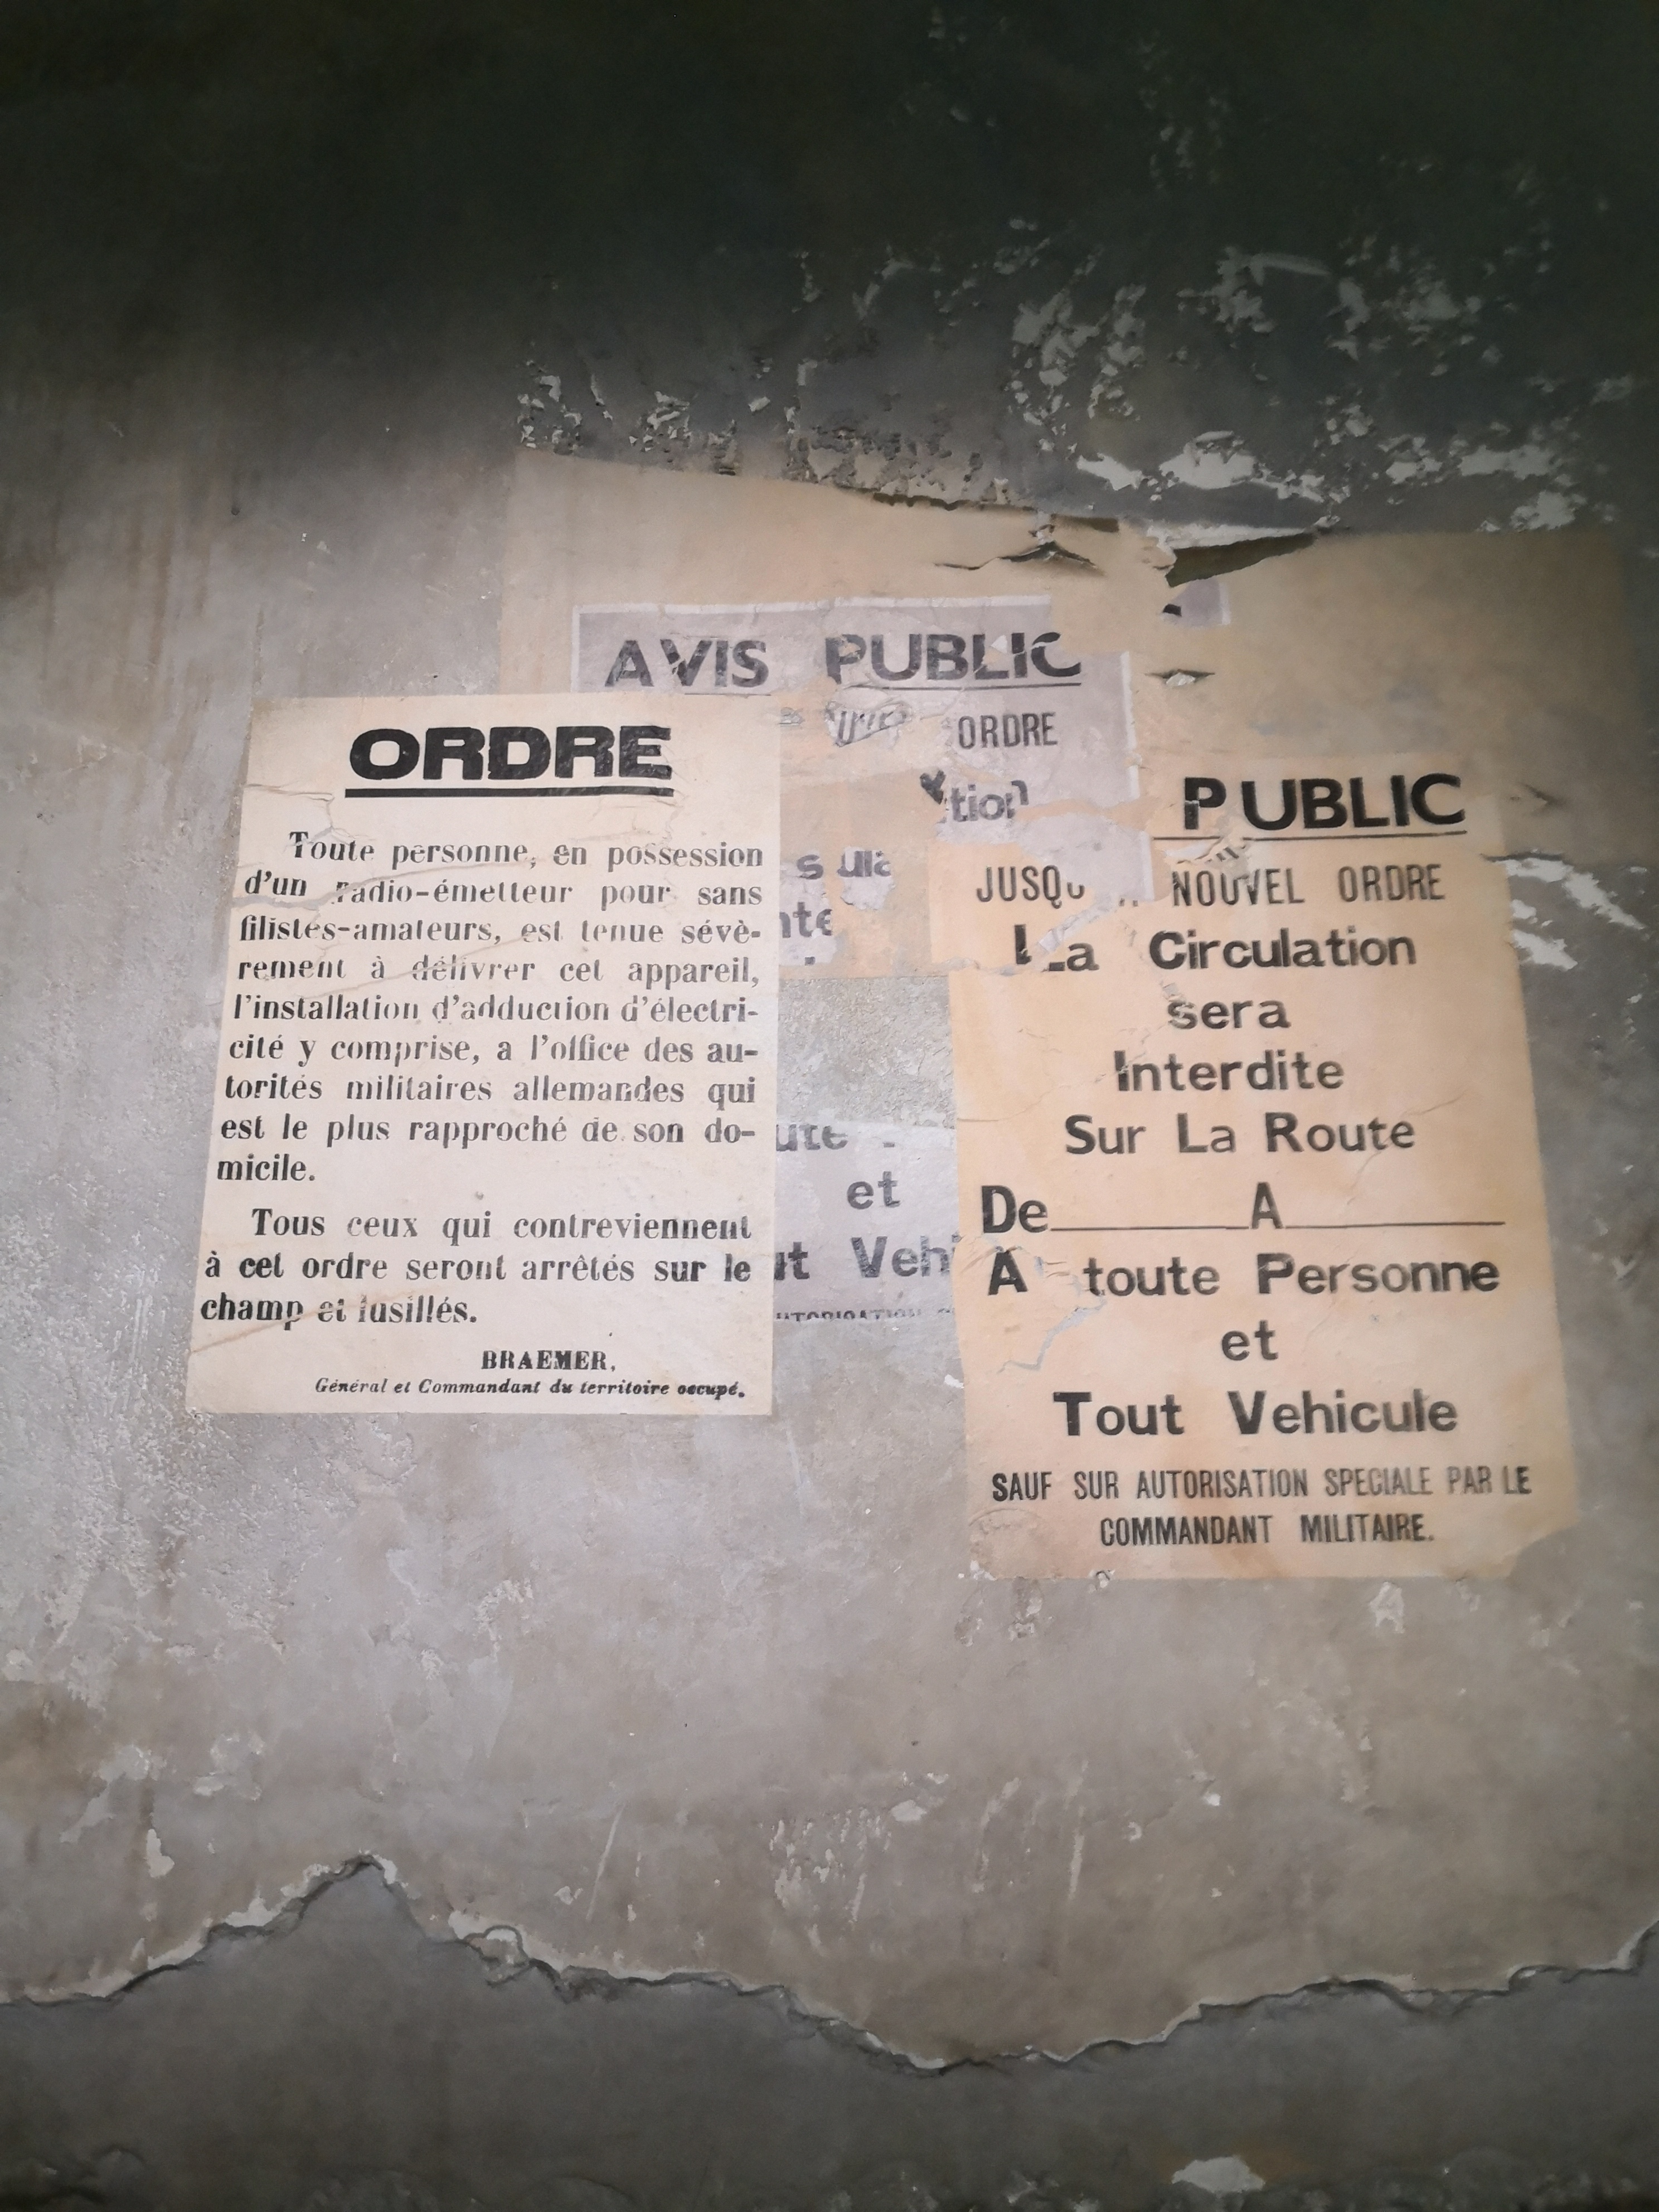 ORDRE
Toute personne, en possession
d'un radio-émetteur pour sans
filistes-amateurs, est tenue sévè-
rement à délivrer cet appareil,
l'installation d'adduction d'électri-
cité y comprise, a l'office des au-
torités militaires allemandes qui
est le plus rapproché de son do-
micile.
Tous ceux qui contreviennent
à cet ordre seront arrêtés sur le
champ et fusillés.
BRAEMER,
Général et Commandant du territoire occupé.
AVIS PUBLIC
ORDRE
tion
et
Vehi
PUBLIC
JUSQU NOUVEL ORDRE
La Circulation
sera
Interdite
Sur La Route
De A
A toute Personne
et
Tout Vehicule
SAUF SUR AUTORISATION SPECIALE PAR LE
COMMANDANT MILITAIRE.